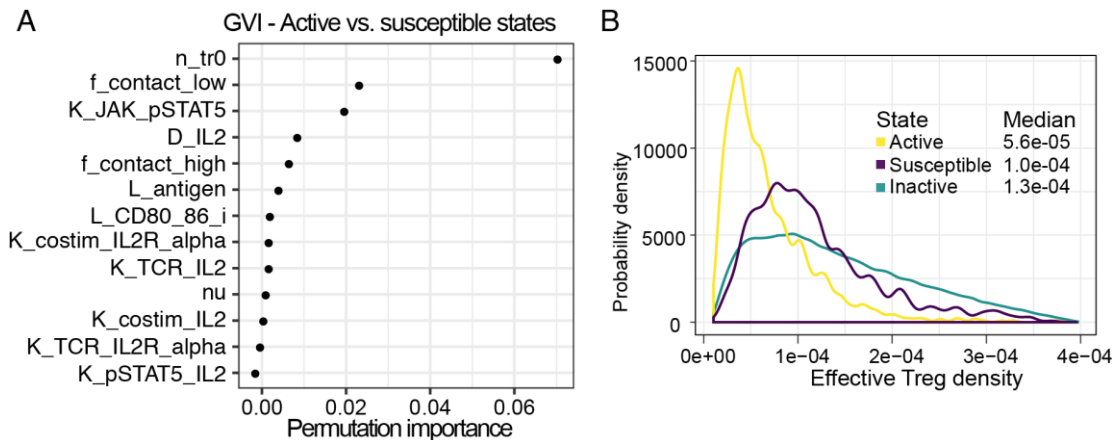 A
GVI - Active vs. susceptible states
n_tr0
f_contact_low
K_JAK_pSTAT5
D_IL2
f_contact_high
L_antigen
L_CD80_86_i
K_costim_IL2R_alpha
K_TCR_IL2
nu
K_costim_IL2
K_TCR_IL2R_alpha
K_pSTAT5_IL2
0.00 0.02 0.04 0.06
Permutation importance
B
15000
10000
5000
0
Probability density
State Median
Active 5.6e-05
Susceptible 1.0e-04
Inactive 1.3e-04
0e+00 1e-04 2e-04 3e-04 4e-04
Effective Treg density